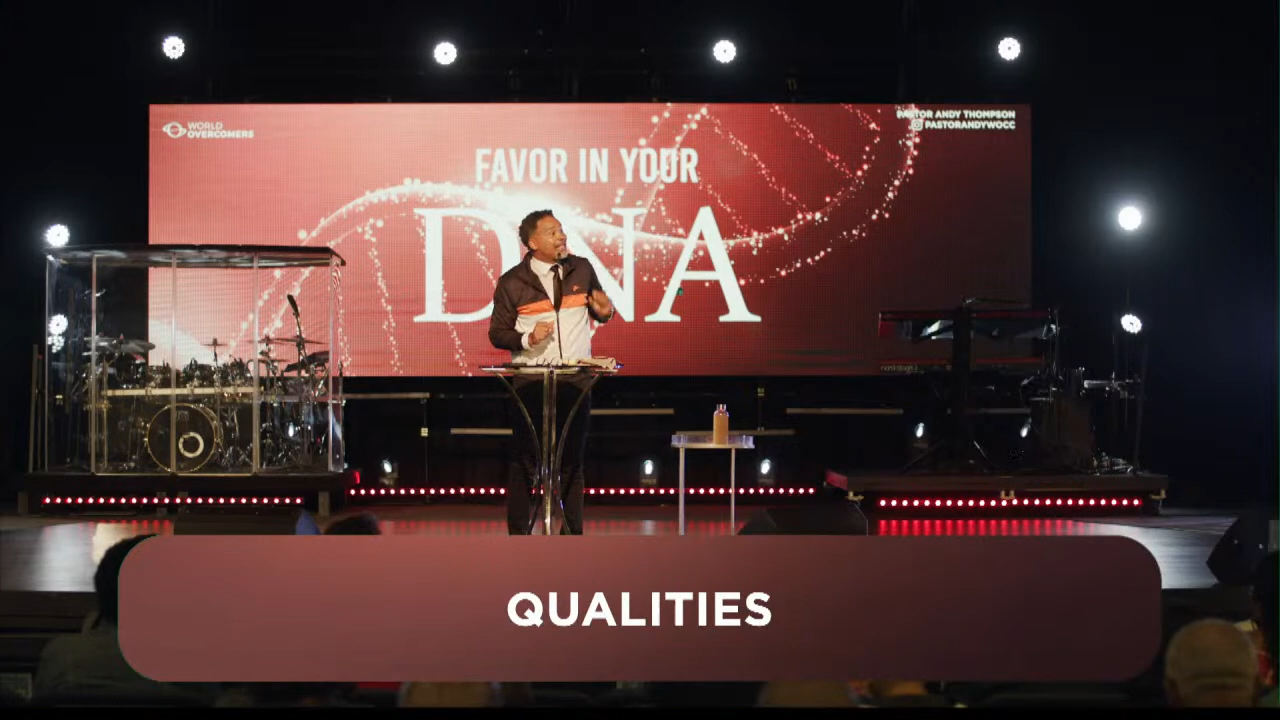 WORLD
OVERCOMERS
PASTOR ANDY THOMPSON
PASTORANDYWOCC
FAVOR IN YOUR
DNA
QUALITIES